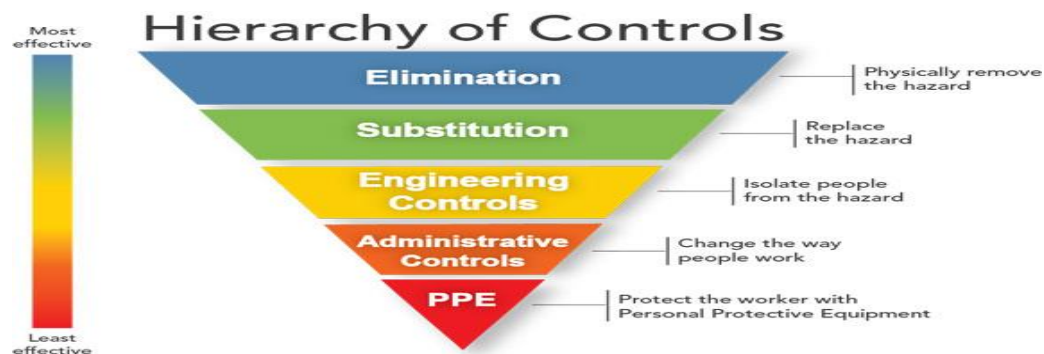 Hierarchy of Controls
Most
effective
Elimination
Physically remove
the hazard
Substitution
Replace
the hazard
Engineering
Controls
Isolate people
from the hazard
Administrative
Controls
Change the way
people work
PPE
Protect the worker with
Personal Protective Equipment
Least
effective